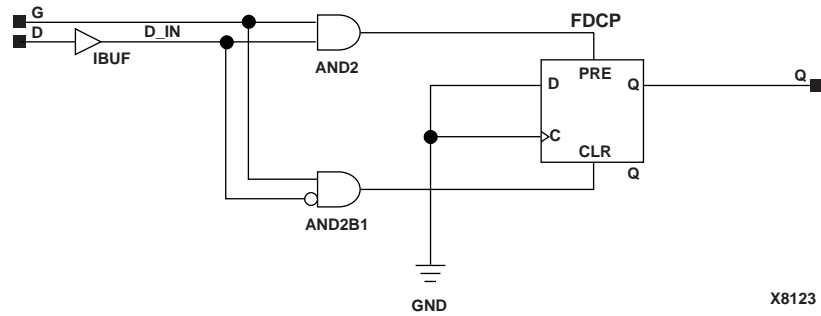 G
D
D_IN
IBUF
AND2
FDCP
PRE
D
Q
C
CLR
Q
Q
AND2B1
GND
X8123